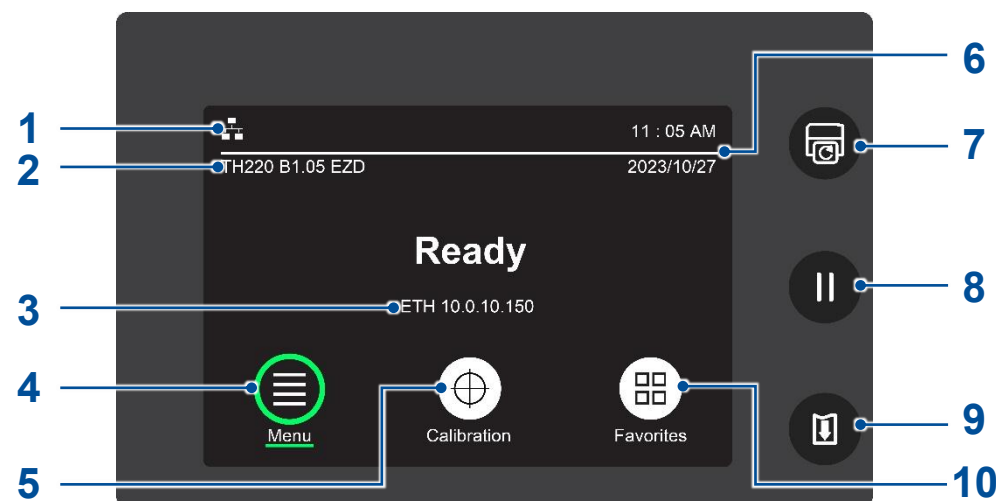 1
11 : 05 AM
6
2
TH220 B1.05 EZD
2023/10/27
7
Ready
3
ETH 10.0.10.150
8
4
Menu
Calibration
Favorites
9
5
10